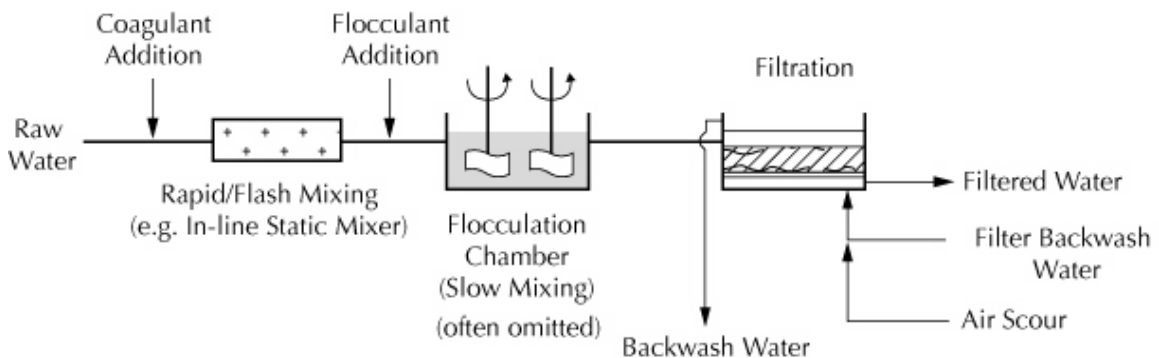 Coagulant
Addition
Flocculant
Addition
Filtration
Raw
Water
Rapid/Flash Mixing
(e.g. In-line Static Mixer)
Flocculation
Chamber
(Slow Mixing)
(often omitted)
Filtered Water
Filter Backwash
Water
Air Scour
Backwash Water